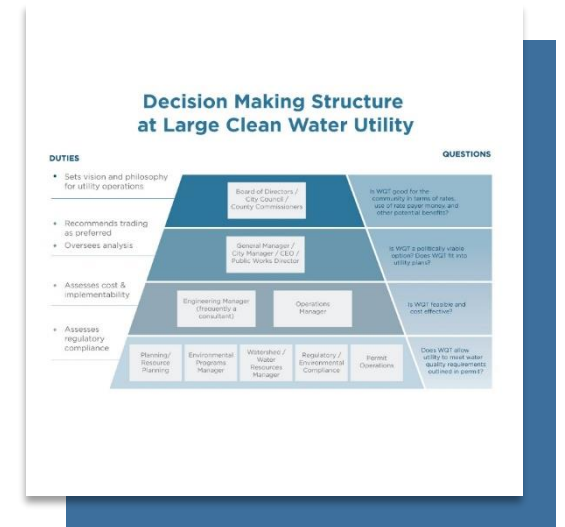 Decision Making Structure
at Large Clean Water Utility
DUTIES
QUESTIONS
• Sets vision and philosophy
for utility operations
Board of Directors /
City Council /
County Commissioners
Is WQT good for the
community in terms of rates,
use of rate payer money and
other potential benefits?
• Recommends trading
as preferred
• Oversees analysis
General Manager /
City Manager / CEO /
Public Works Director
Is WQT a politically viable
option? Does WQT fit into
utility plans?
• Assesses cost &
implementability
Engineering Manager
(frequently a
consultant)
Operations
Manager
Is WQT feasible and
cost effective?
• Assesses
regulatory
compliance
Planning/
Resource
Planning
Environmental
Programs
Manager
Watershed /
Water
Resources
Manager
Regulatory /
Environmental
Compliance
Permit
Operations
Does WQT allow
utility to meet water
quality requirements
outlined in permit?